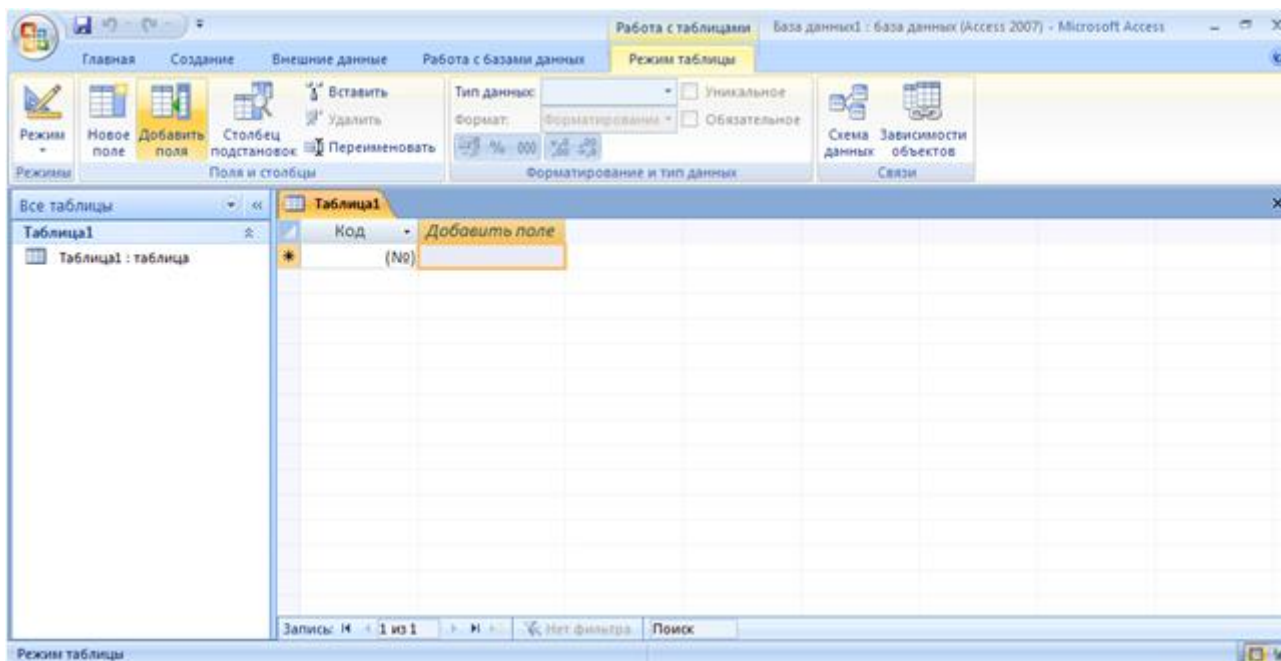 Работа с таблицами
База данных1 : база данных (Access 2007) - Microsoft Access
Главная Создание Внешние данные Работа с базами данных Режим таблицы
Режим
Новое поле
Добавить поля
Столбец подстановок
Вставить
Удалить
Переименовать
Тип данных:
Формат: Форматирование
% 000
Уникальное
Обязательное
Схема данных
Зависимости объектов
Режимы Поля и столбцы Форматирование и тип данных Связи
Все таблицы
Таблица1
Таблица1 : таблица
Таблица1
Код Добавить поле
(№)
Запись: 1 из 1 Нет фильтра Поиск
Режим таблицы